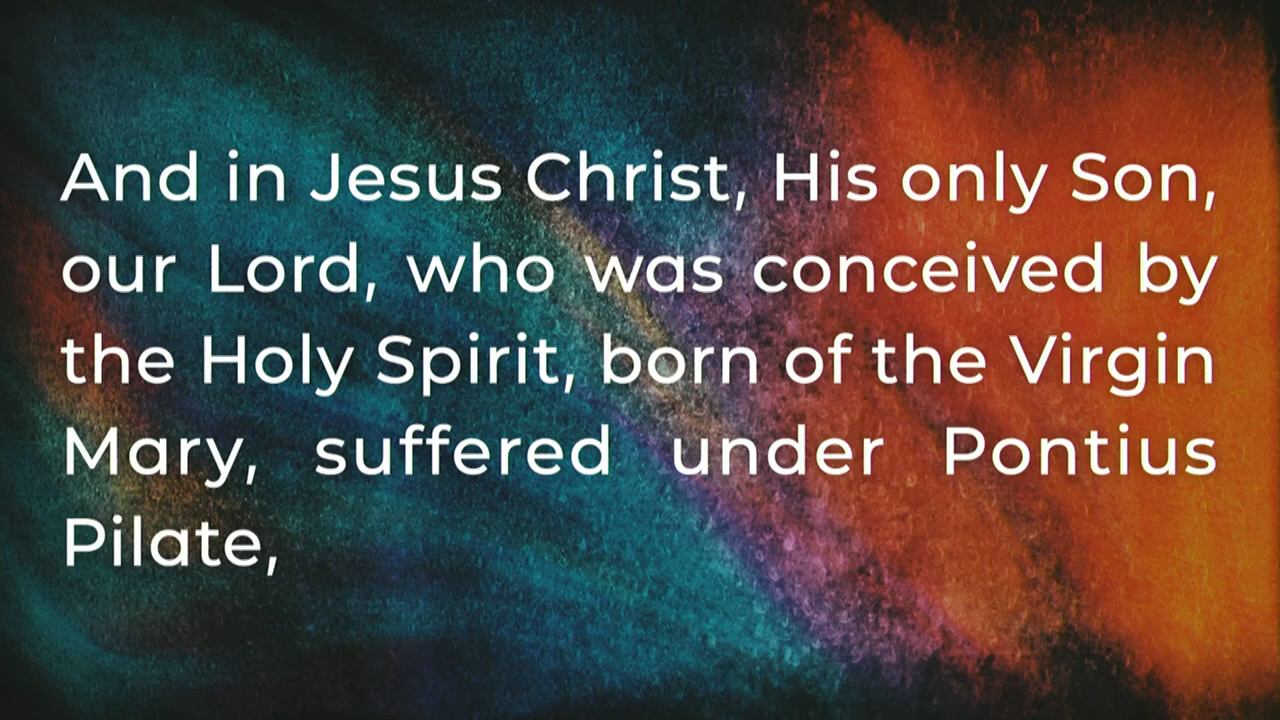 And in Jesus Christ, His only Son,
our Lord, who was conceived by
the Holy Spirit, born of the Virgin
Mary, suffered under Pontius
Pilate,